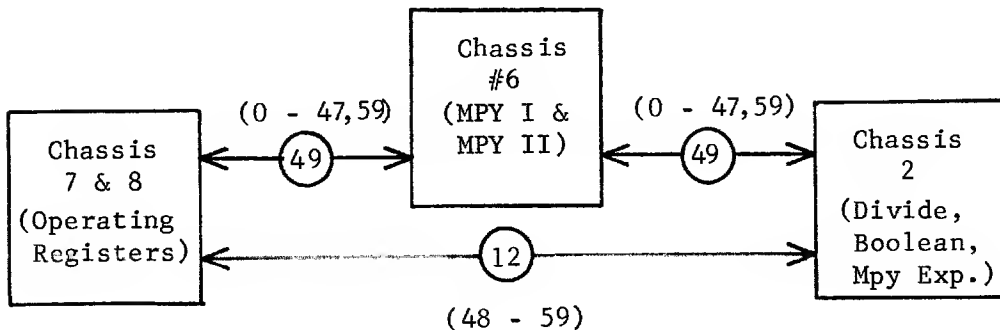 Chassis
#6
(MPY I &
MPY II)
(0 - 47,59)
(0 - 47,59)
Chassis
7 & 8
(Operating
Registers)
49
49
Chassis
2
(Divide,
Boolean,
Mpy Exp.)
12
(48 - 59)